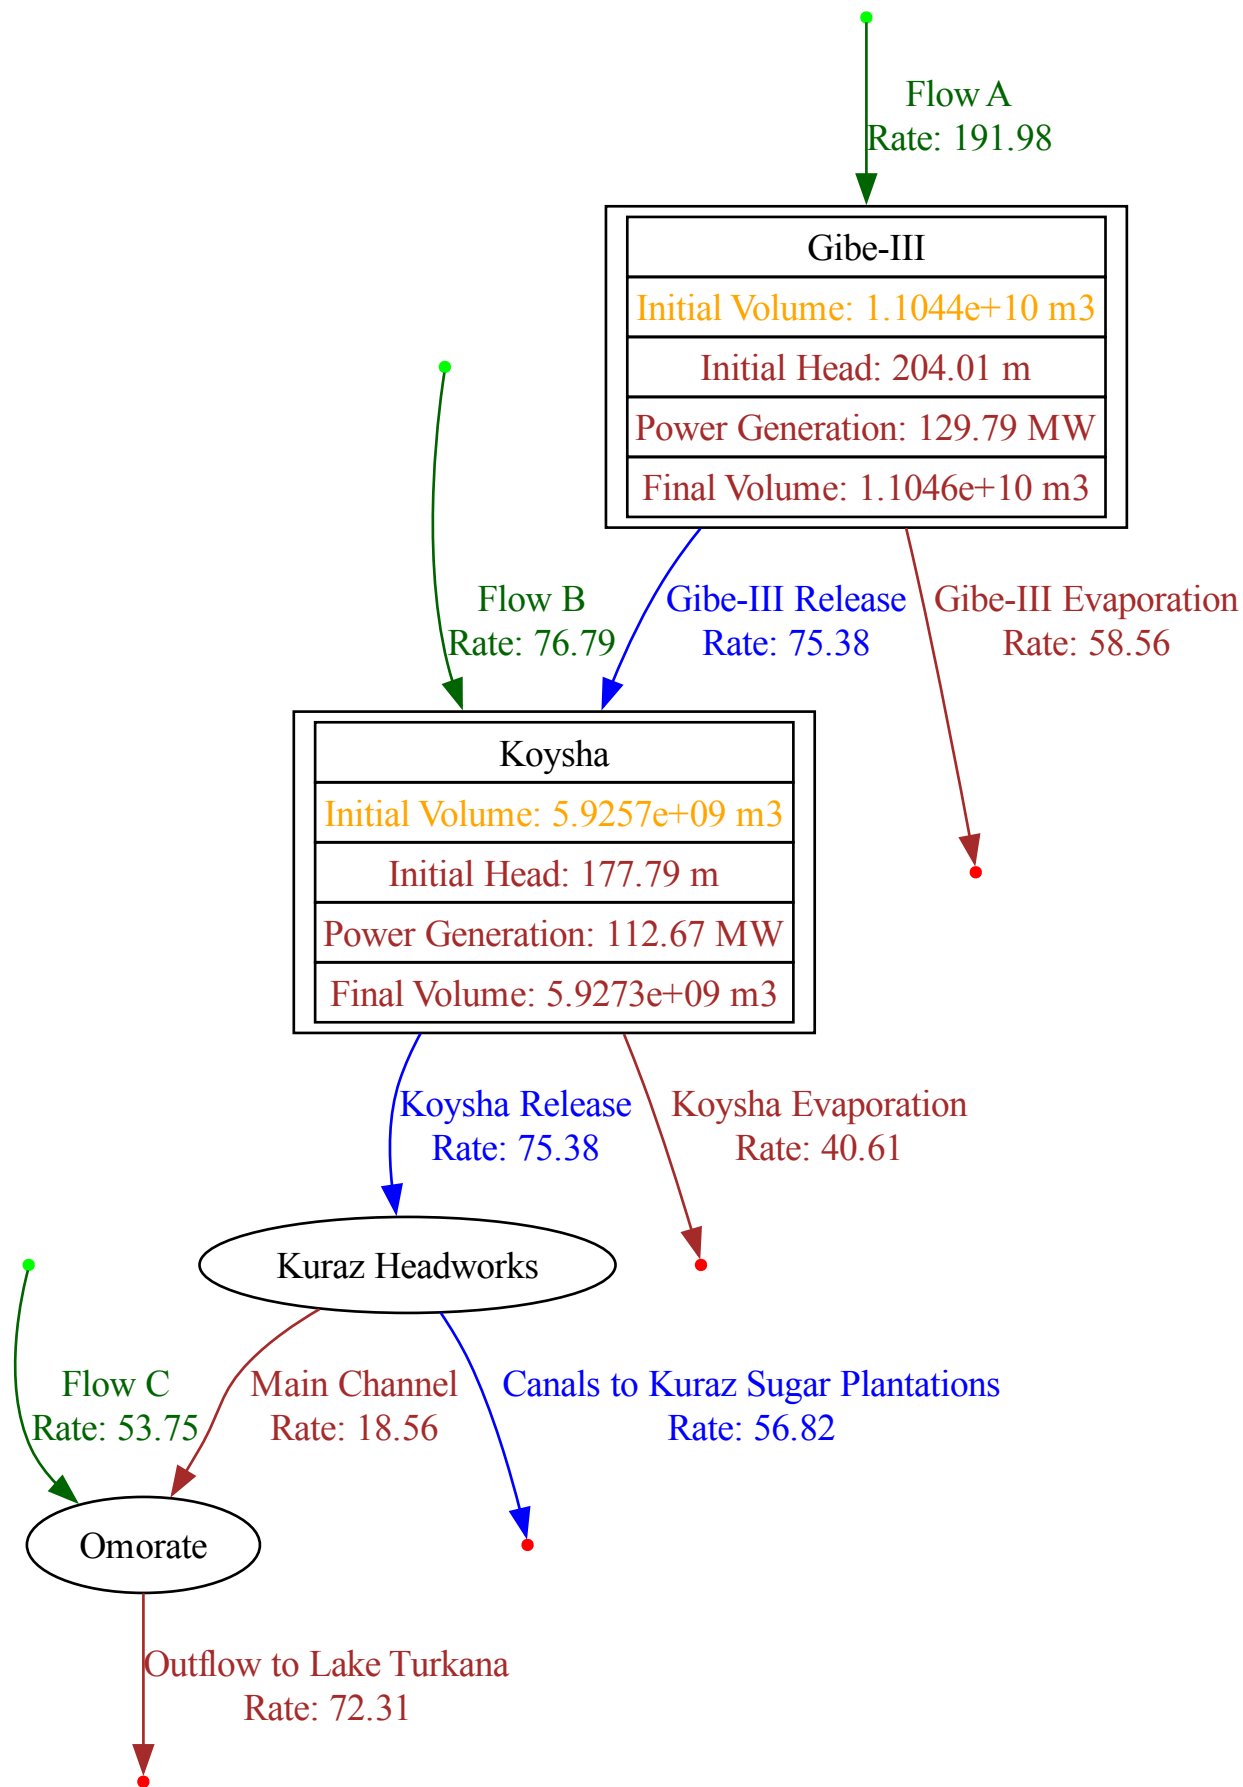 Flow A
Rate: 191.98
Gibe-III
Initial Volume: 1.1044e+10 m3
Initial Head: 204.01 m
Power Generation: 129.79 MW
Final Volume: 1.1046e+10 m3
Flow B
Rate: 76.79
Gibe-III Release
Rate: 75.38
Gibe-III Evaporation
Rate: 58.56
Koysha
Initial Volume: 5.9257e+09 m3
Initial Head: 177.79 m
Power Generation: 112.67 MW
Final Volume: 5.9273e+09 m3
Koysha Release
Rate: 75.38
Koysha Evaporation
Rate: 40.61
Kuraz Headworks
Flow C
Rate: 53.75
Main Channel
Rate: 18.56
Canals to Kuraz Sugar Plantations
Rate: 56.82
Omorate
Outflow to Lake Turkana
Rate: 72.31